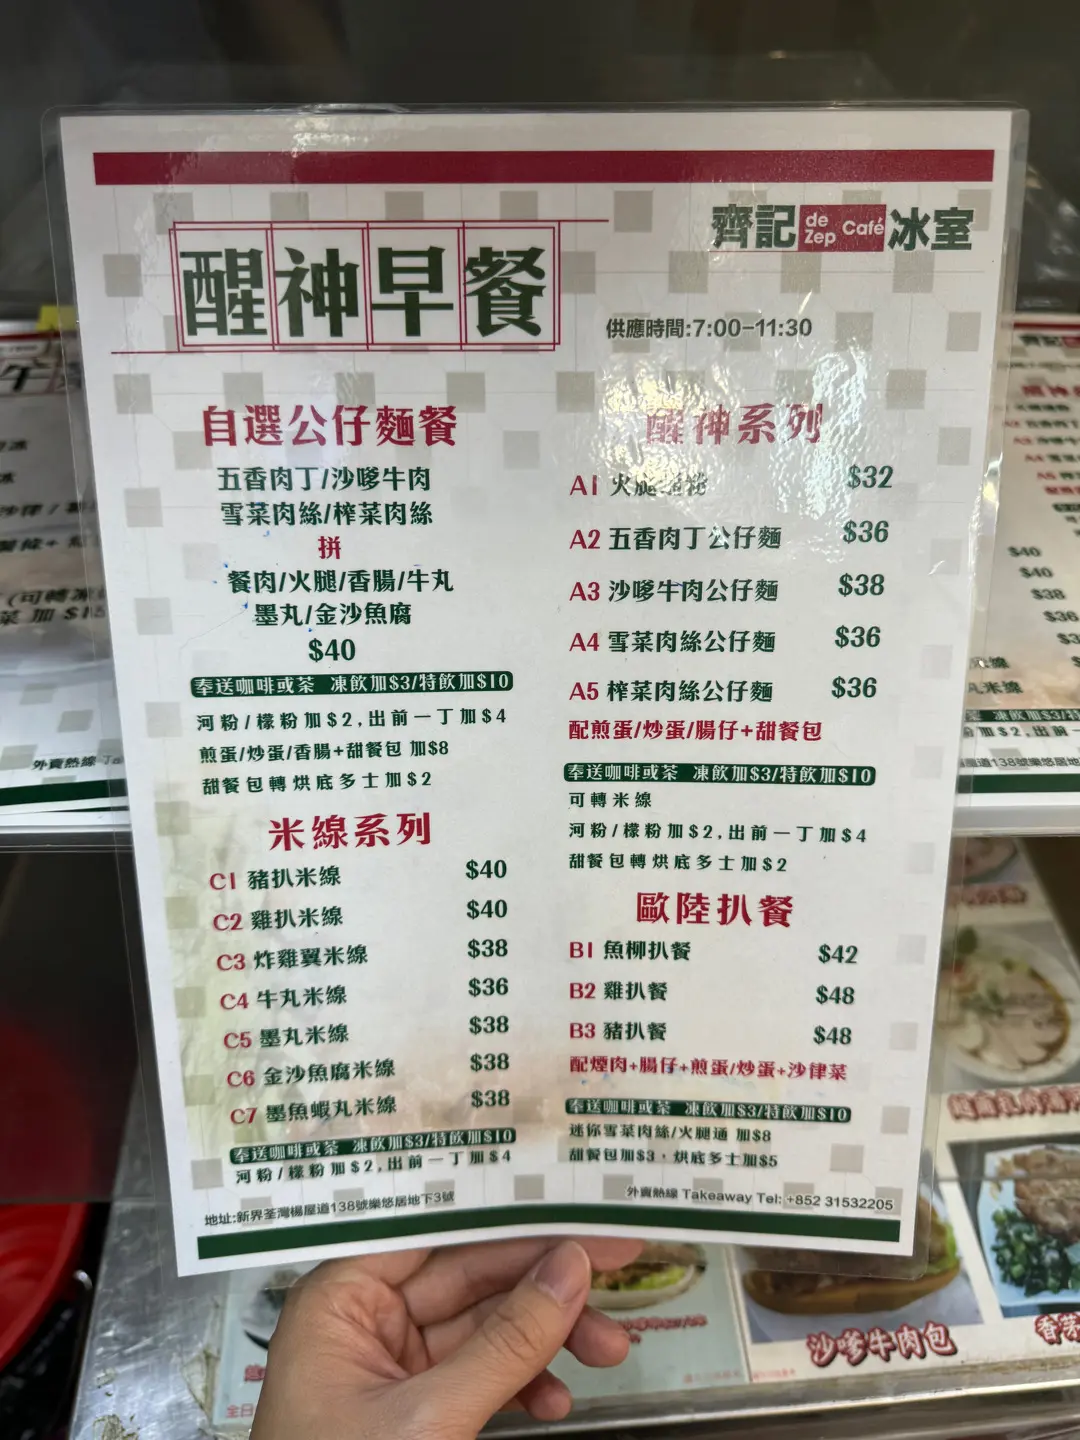 齊記 de Zep Café 冰室
醒神早餐
供應時間:7:00-11:30
自選公仔麵餐
五香肉丁/沙嗲牛肉
雪菜肉絲/榨菜肉絲
拼
餐肉/火腿/香腸/牛丸
墨丸/金沙魚腐
$40
奉送咖啡或茶 凍飲加$3/特飲加$10
河粉/檬粉加$2,出前一丁加$4
煎蛋/炒蛋/香腸+甜餐包 加$8
甜餐包轉烘底多士加$2
米線系列
C1 豬扒米線 $40
C2 雞扒米線 $40
C3 炸雞翼米線 $38
C4 牛丸米線 $36
C5 墨丸米線 $38
C6 金沙魚腐米線 $38
C7 墨魚蝦丸米線 $38
奉送咖啡或茶 凍飲加$3/特飲加$10
河粉/檬粉加$2,出前一丁加$4
醒神系列
A1 火腿通 $32
A2 五香肉丁公仔麵 $36
A3 沙嗲牛肉公仔麵 $38
A4 雪菜肉絲公仔麵 $36
A5 榨菜肉絲公仔麵 $36
配煎蛋/炒蛋/腸仔+甜餐包
奉送咖啡或茶 凍飲加$3/特飲加$10
可轉米線
河粉/檬粉加$2,出前一丁加$4
甜餐包轉烘底多士加$2
歐陸扒餐
B1 魚柳扒餐 $42
B2 雞扒餐 $48
B3 豬扒餐 $48
配煙肉+腸仔+煎蛋/炒蛋+沙律菜
奉送咖啡或茶 凍飲加$3/特飲加$10
迷你雪菜肉絲/火腿通 加$8
甜餐包加$3，烘底多士加$5
地址:新界荃灣楊屋道138號樂悠居地下3號
外賣熱線 Takeaway Tel: +852 31532205
外賣熱線
$40
$40
$38
$36
沙嗲牛肉包